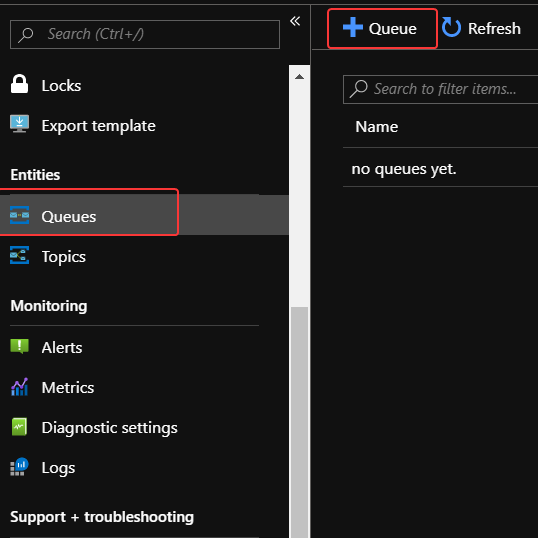 Search (Ctrl+/)
«
Locks
Export template
Entities
Queues
Topics
Monitoring
Alerts
Metrics
Diagnostic settings
Logs
Support + troubleshooting
Queue
Refresh
Search to filter items...
Name
no queues yet.